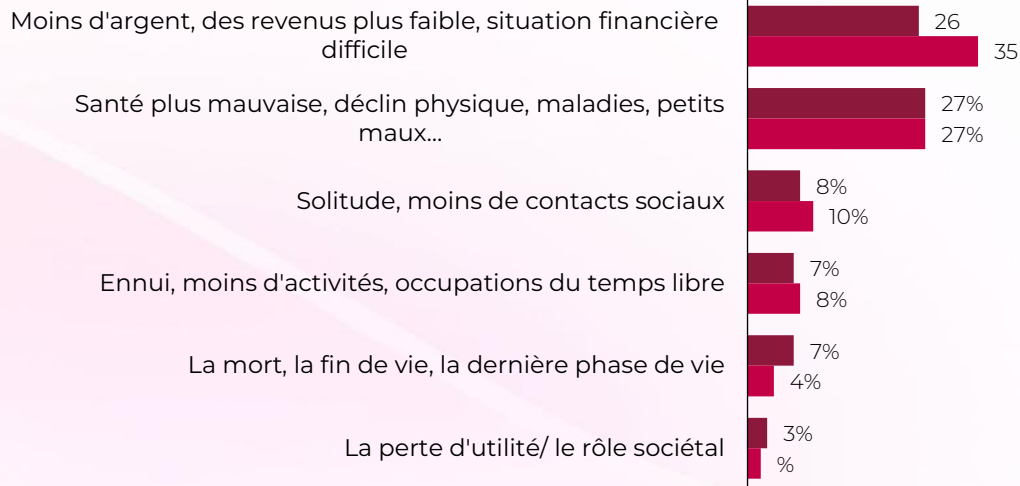 Moins d'argent, des revenus plus faible, situation financière
difficile
26
35
Santé plus mauvaise, déclin physique, maladies, petits
maux...
27%
27%
Solitude, moins de contacts sociaux
8%
10%
Ennui, moins d'activités, occupations du temps libre
7%
8%
La mort, la fin de vie, la dernière phase de vie
7%
4%
La perte d'utilité/ le rôle sociétal
3%
%